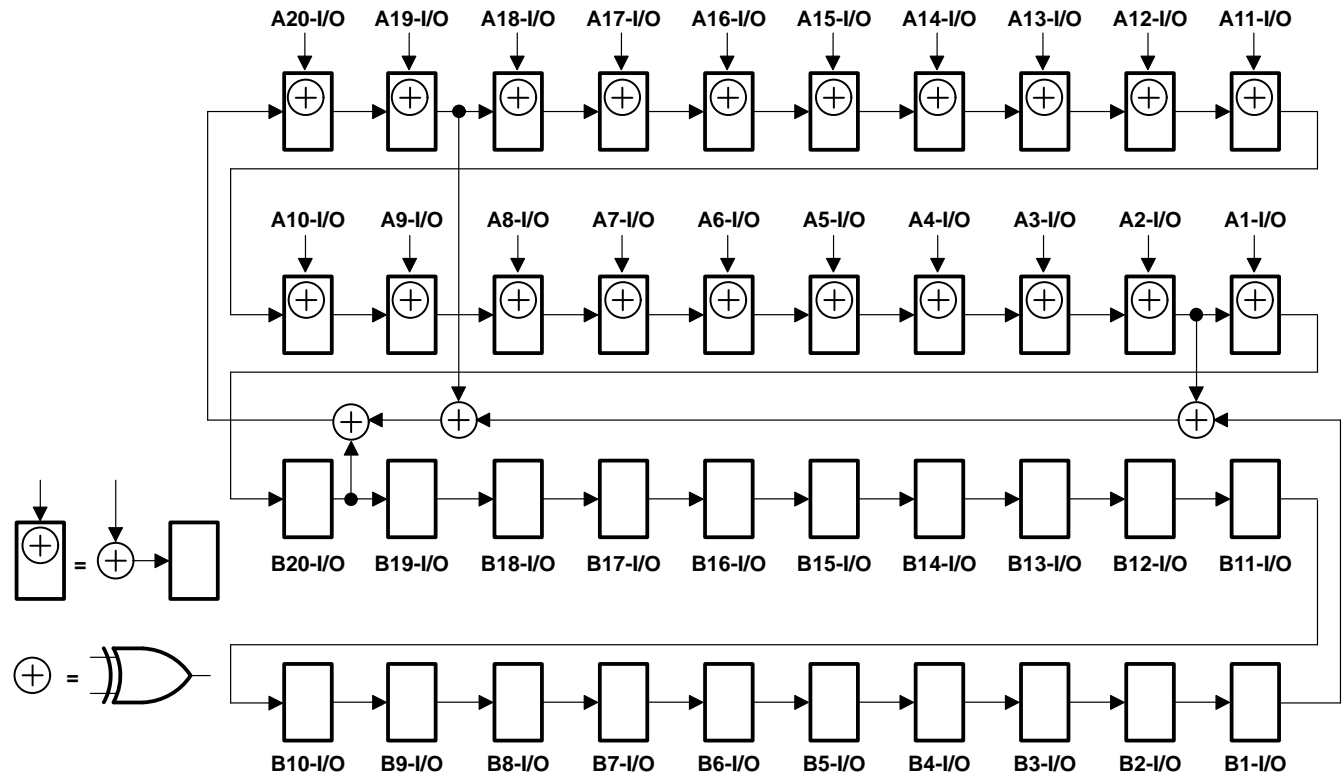 A20-I/O A19-I/O A18-I/O A17-I/O A16-I/O A15-I/O A14-I/O A13-I/O A12-I/O A11-I/O
A10-I/O A9-I/O A8-I/O A7-I/O A6-I/O A5-I/O A4-I/O A3-I/O A2-I/O A1-I/O
=
B20-I/O B19-I/O B18-I/O B17-I/O B16-I/O B15-I/O B14-I/O B13-I/O B12-I/O B11-I/O
=
B10-I/O B9-I/O B8-I/O B7-I/O B6-I/O B5-I/O B4-I/O B3-I/O B2-I/O B1-I/O